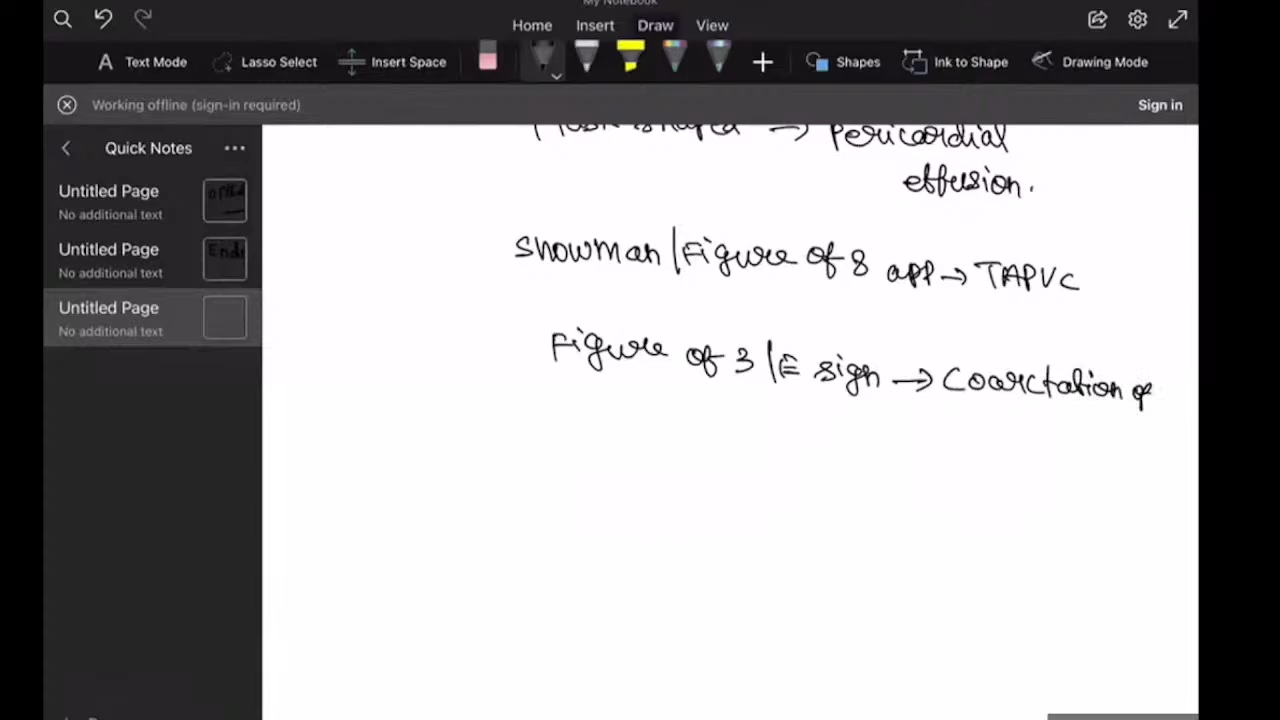 My Notebook
Home Insert Draw View
Text Mode Lasso Select Insert Space Shapes Ink to Shape Drawing Mode
Working offline (sign-in required) Sign in
Quick Notes
Untitled Page
No additional text
Untitled Page
No additional text
Untitled Page
No additional text
shaped → Pericardial
effusion.
Snowman / Figure of 8 app → TAPVC
Figure of 3 / E sign → Coarctation of